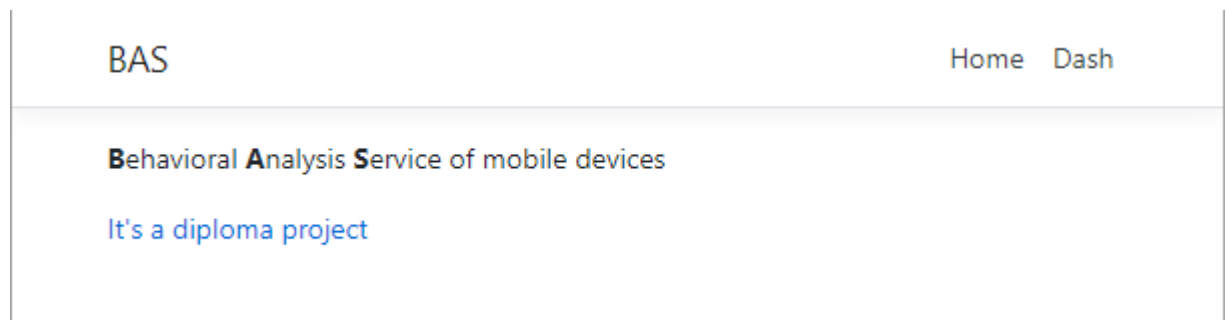 BAS Home Dash
Behavioral Analysis Service of mobile devices
It's a diploma project